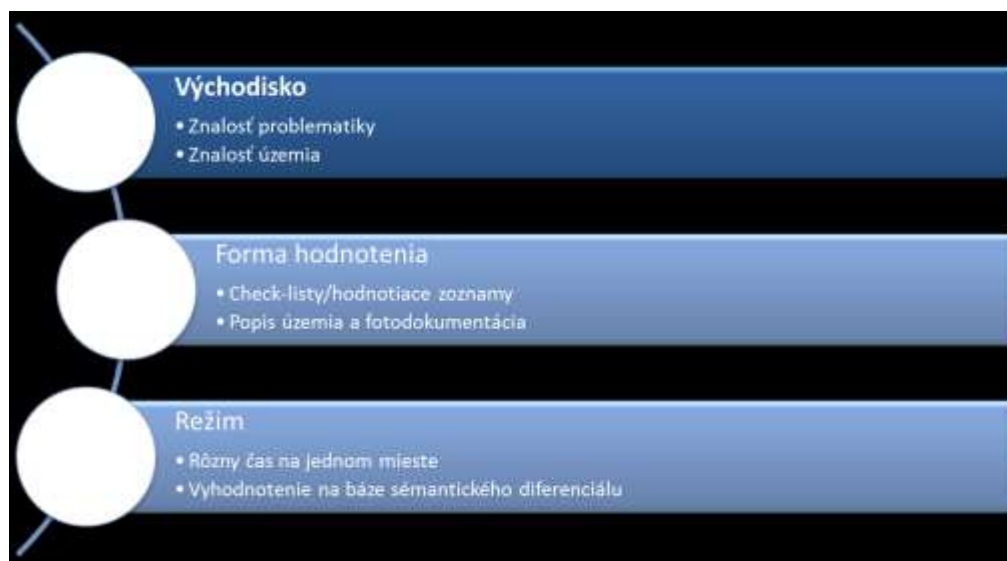 Východisko
• Znalosť problematiky
• Znalosť územia
Forma hodnotenia
• Check-listy/hodnotiace zoznamy
• Popis územia a fotodokumentácia
Režim
• Rôzny čas na jednom mieste
• Vyhodnotenie na báze sémantického diferenciálu